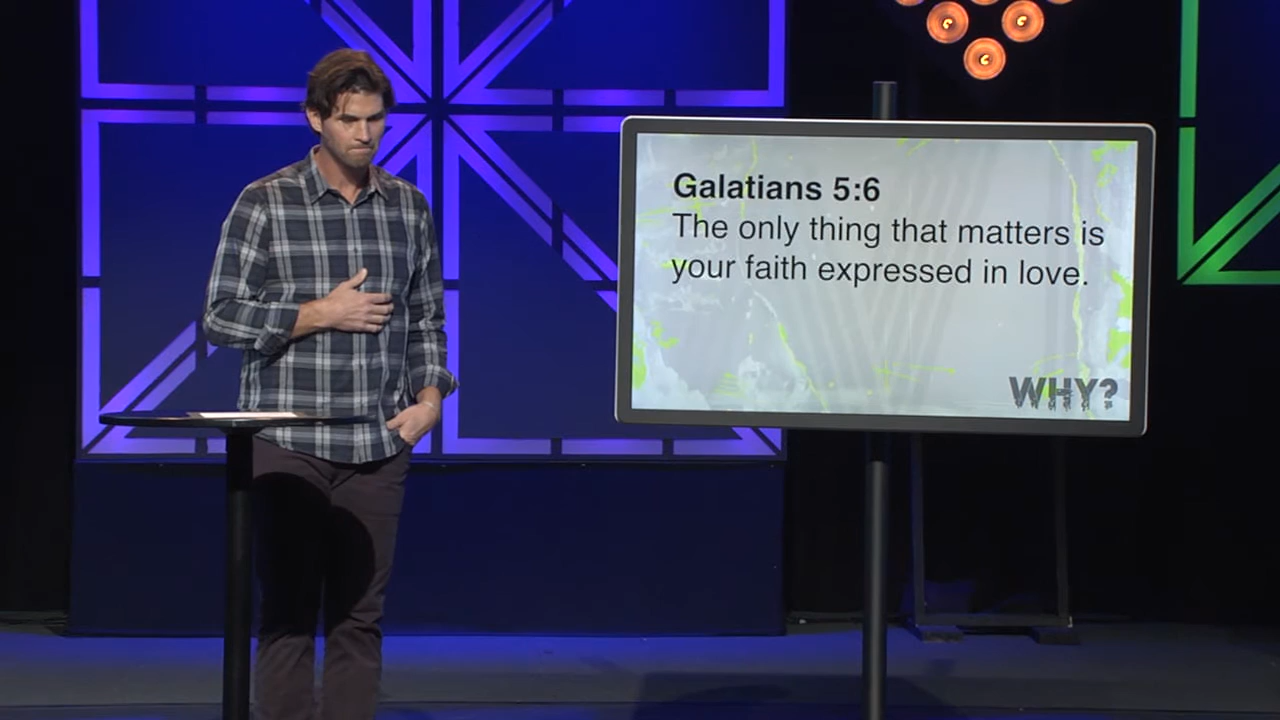 Galatians 5:6
The only thing that matters is
your faith expressed in love.
WHY?